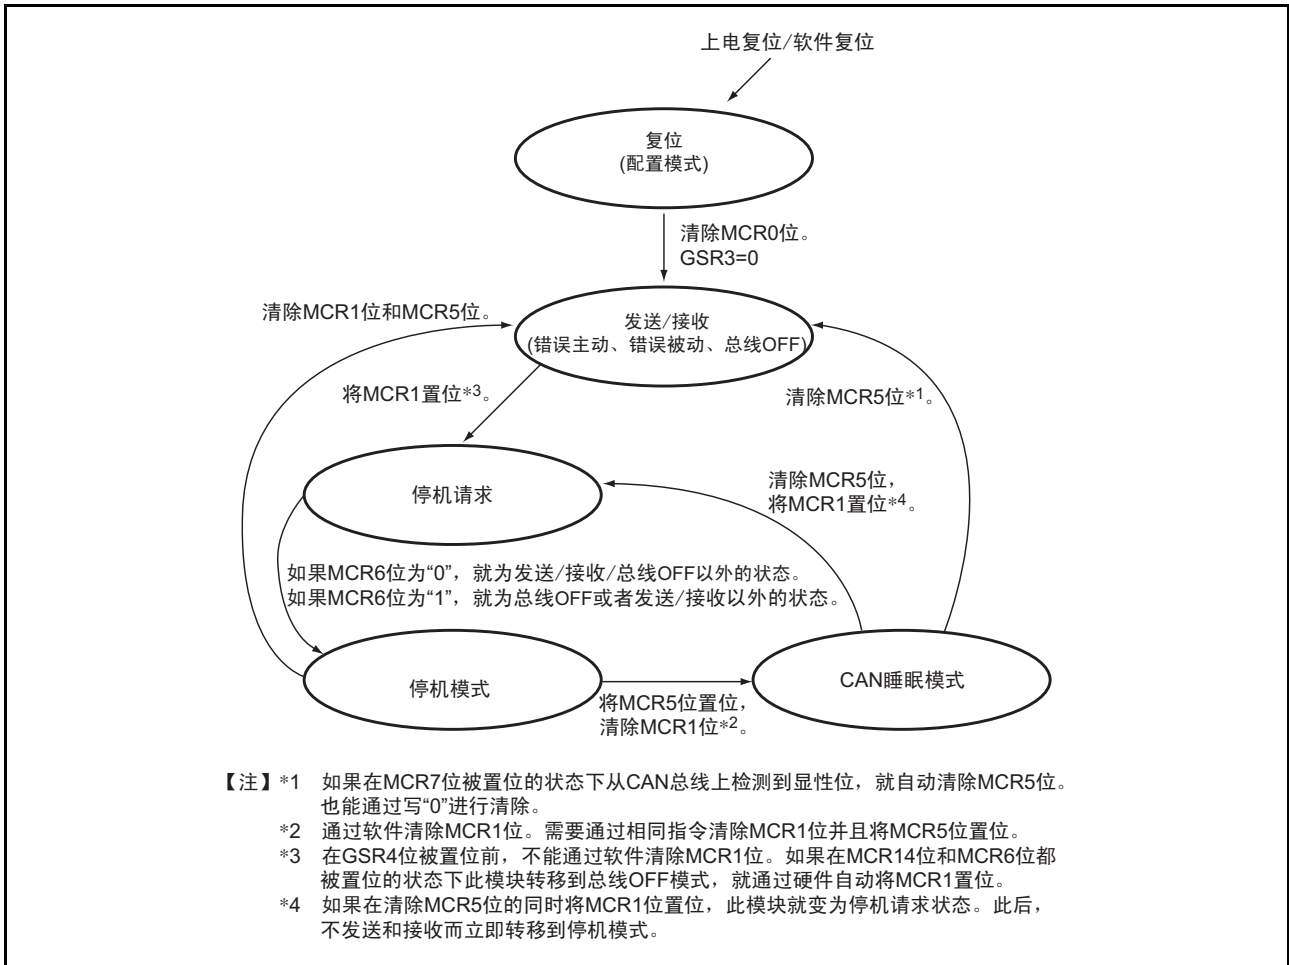 上电复位/软件复位
复位
(配置模式)
清除MCR0位。
GSR3=0
清除MCR1位和MCR5位。
发送/接收
(错误主动、错误被动、总线OFF)
将MCR1置位*3。
清除MCR5位*1。
停机请求
清除MCR5位，
将MCR1置位*4。
如果MCR6位为“0”，就为发送/接收/总线OFF以外的状态。
如果MCR6位为“1”，就为总线OFF或者发送/接收以外的状态。
停机模式
CAN睡眠模式
将MCR5位置位，
清除MCR1位*2。
【注】*1 如果在MCR7位被置位的状态下从CAN总线上检测到显性位，就自动清除MCR5位。
也能通过写“0”进行清除。
*2 通过软件清除MCR1位。需要通过相同指令清除MCR1位并且将MCR5位置位。
*3 在GSR4位被置位前，不能通过软件清除MCR1位。如果在MCR14位和MCR6位都
被置位的状态下此模块转移到总线OFF模式，就通过硬件自动将MCR1置位。
*4 如果在清除MCR5位的同时将MCR1位置位，此模块就变为停机请求状态。此后，
不发送和接收而立即转移到停机模式。